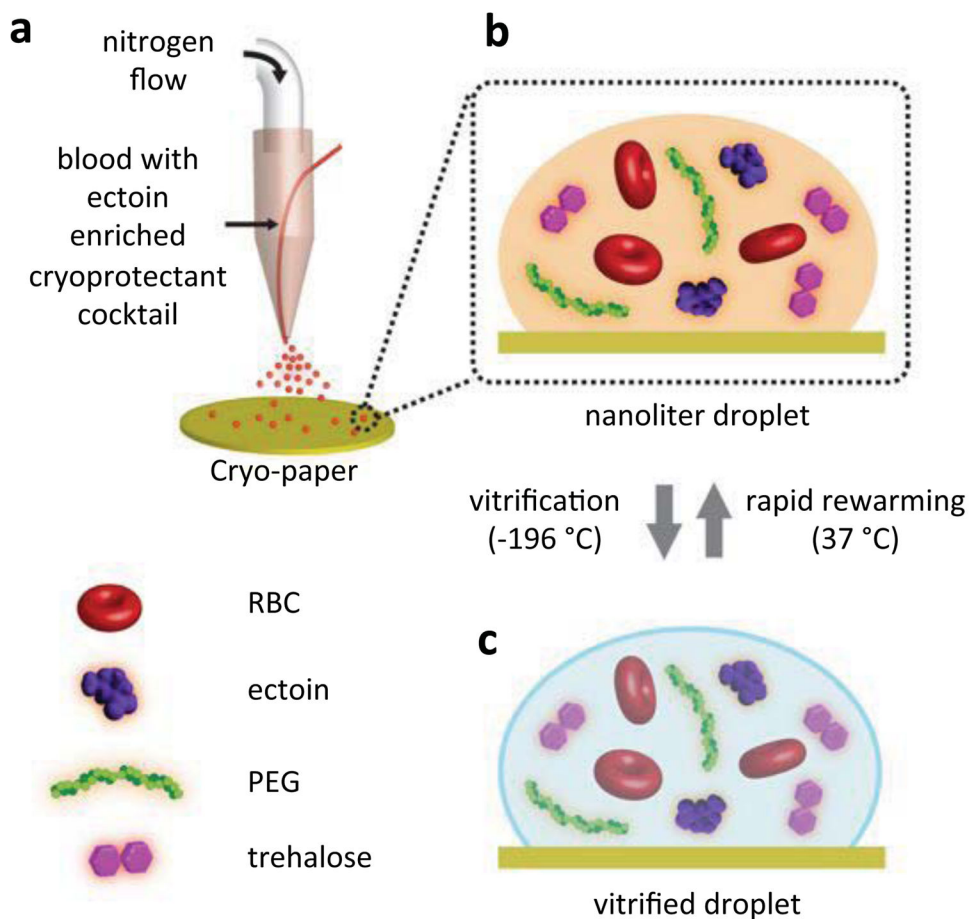 a
nitrogen
flow
blood with
ectoin
enriched
cryoprotectant
cocktail
Cryo-paper
b
nanoliter droplet
vitrification
(-196 °C)
rapid rewarming
(37 °C)
RBC
ectoin
PEG
trehalose
c
vitrified droplet